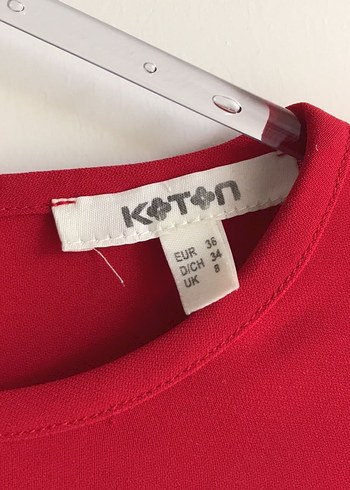 KOTON
EUR 36
D/CH 34
UK 8